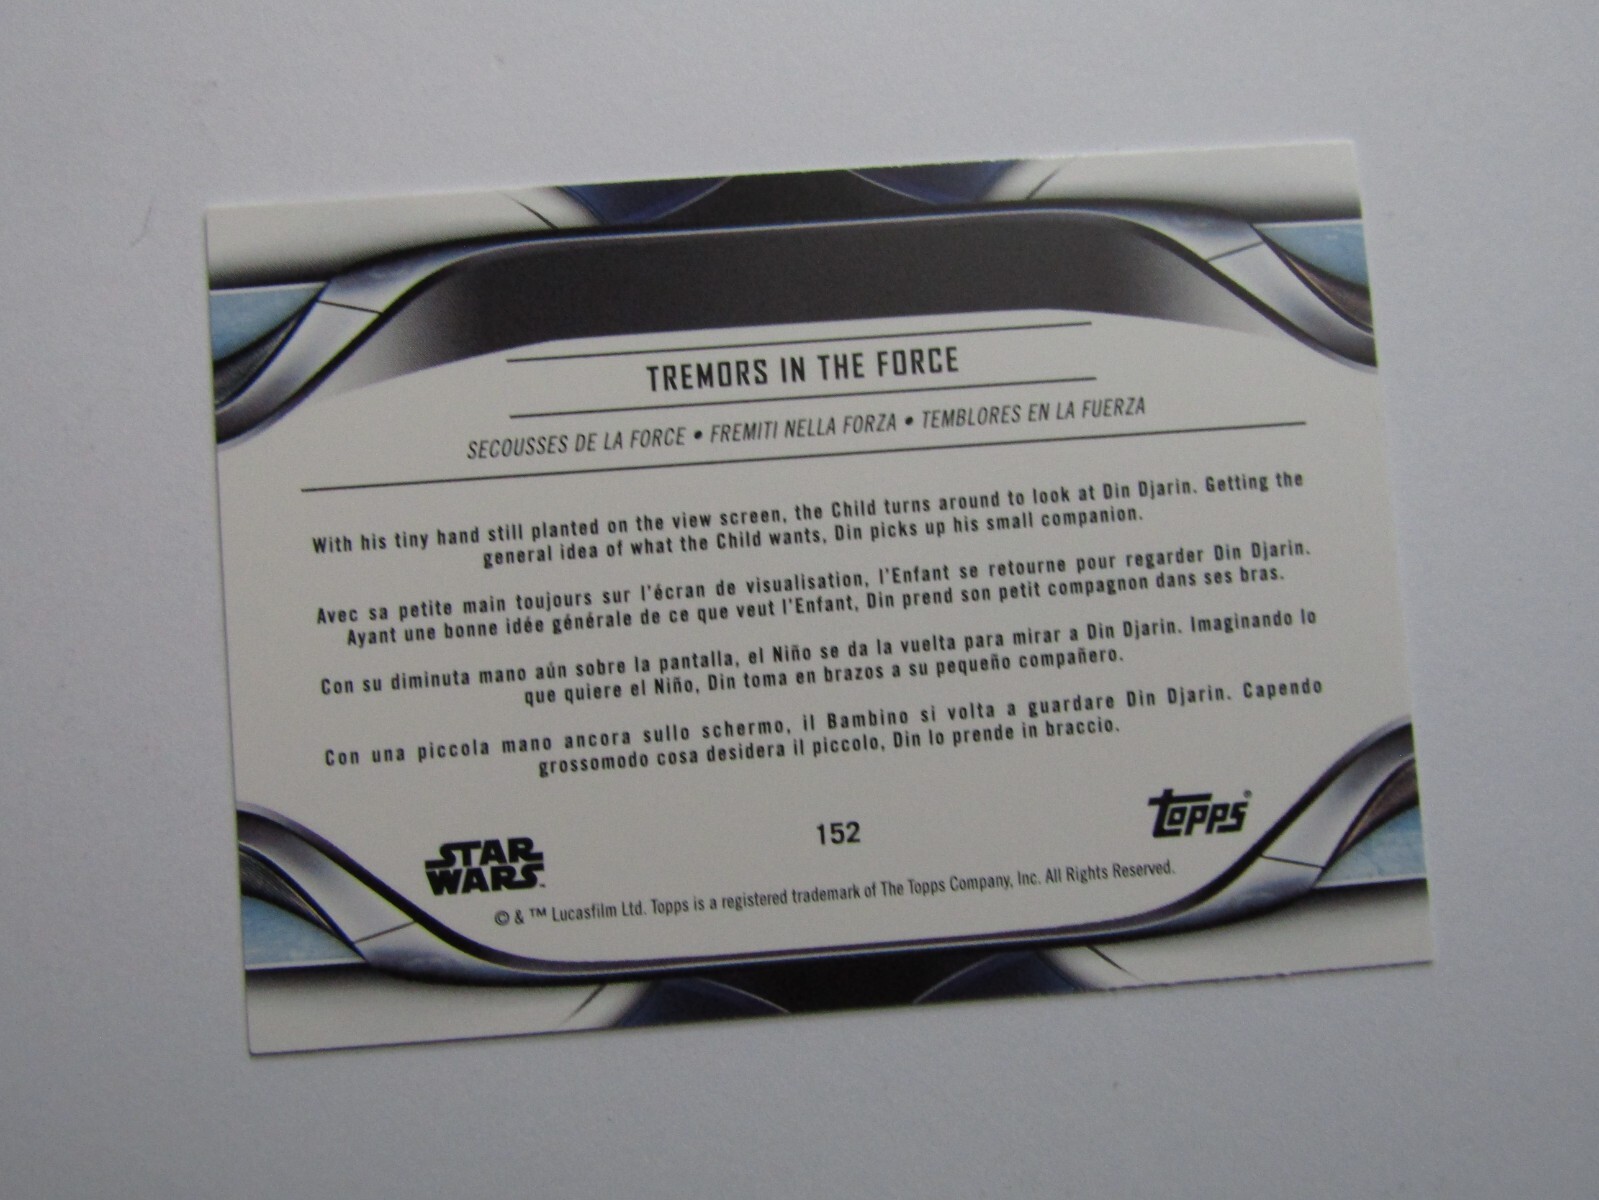 TREMORS IN THE FORCE
SECOUSSES DE LA FORCE • FREMITI NELLA FORZA • TEMBLORES EN LA FUERZA
With his tiny hand still planted on the view screen, the Child turns around to look at Din Djarin. Getting the
general idea of what the Child wants, Din picks up his small companion.
Avec sa petite main toujours sur l'écran de visualisation, l'Enfant se retourne pour regarder Din Djarin.
Ayant une bonne idée générale de ce que veut l'Enfant, Din prend son petit compagnon dans ses bras.
Con su diminuta mano aún sobre la pantalla, el Niño se da la vuelta para mirar a Din Djarin. Imaginando lo
que quiere el Niño, Din toma en brazos a su pequeño compañero.
Con una piccola mano ancora sullo schermo, il Bambino si volta a guardare Din Djarin. Capendo
grossomodo cosa desidera il piccolo, Din lo prende in braccio.
STAR
WARS™
152
topps®
© & ™ Lucasfilm Ltd. Topps is a registered trademark of The Topps Company, Inc. All Rights Reserved.